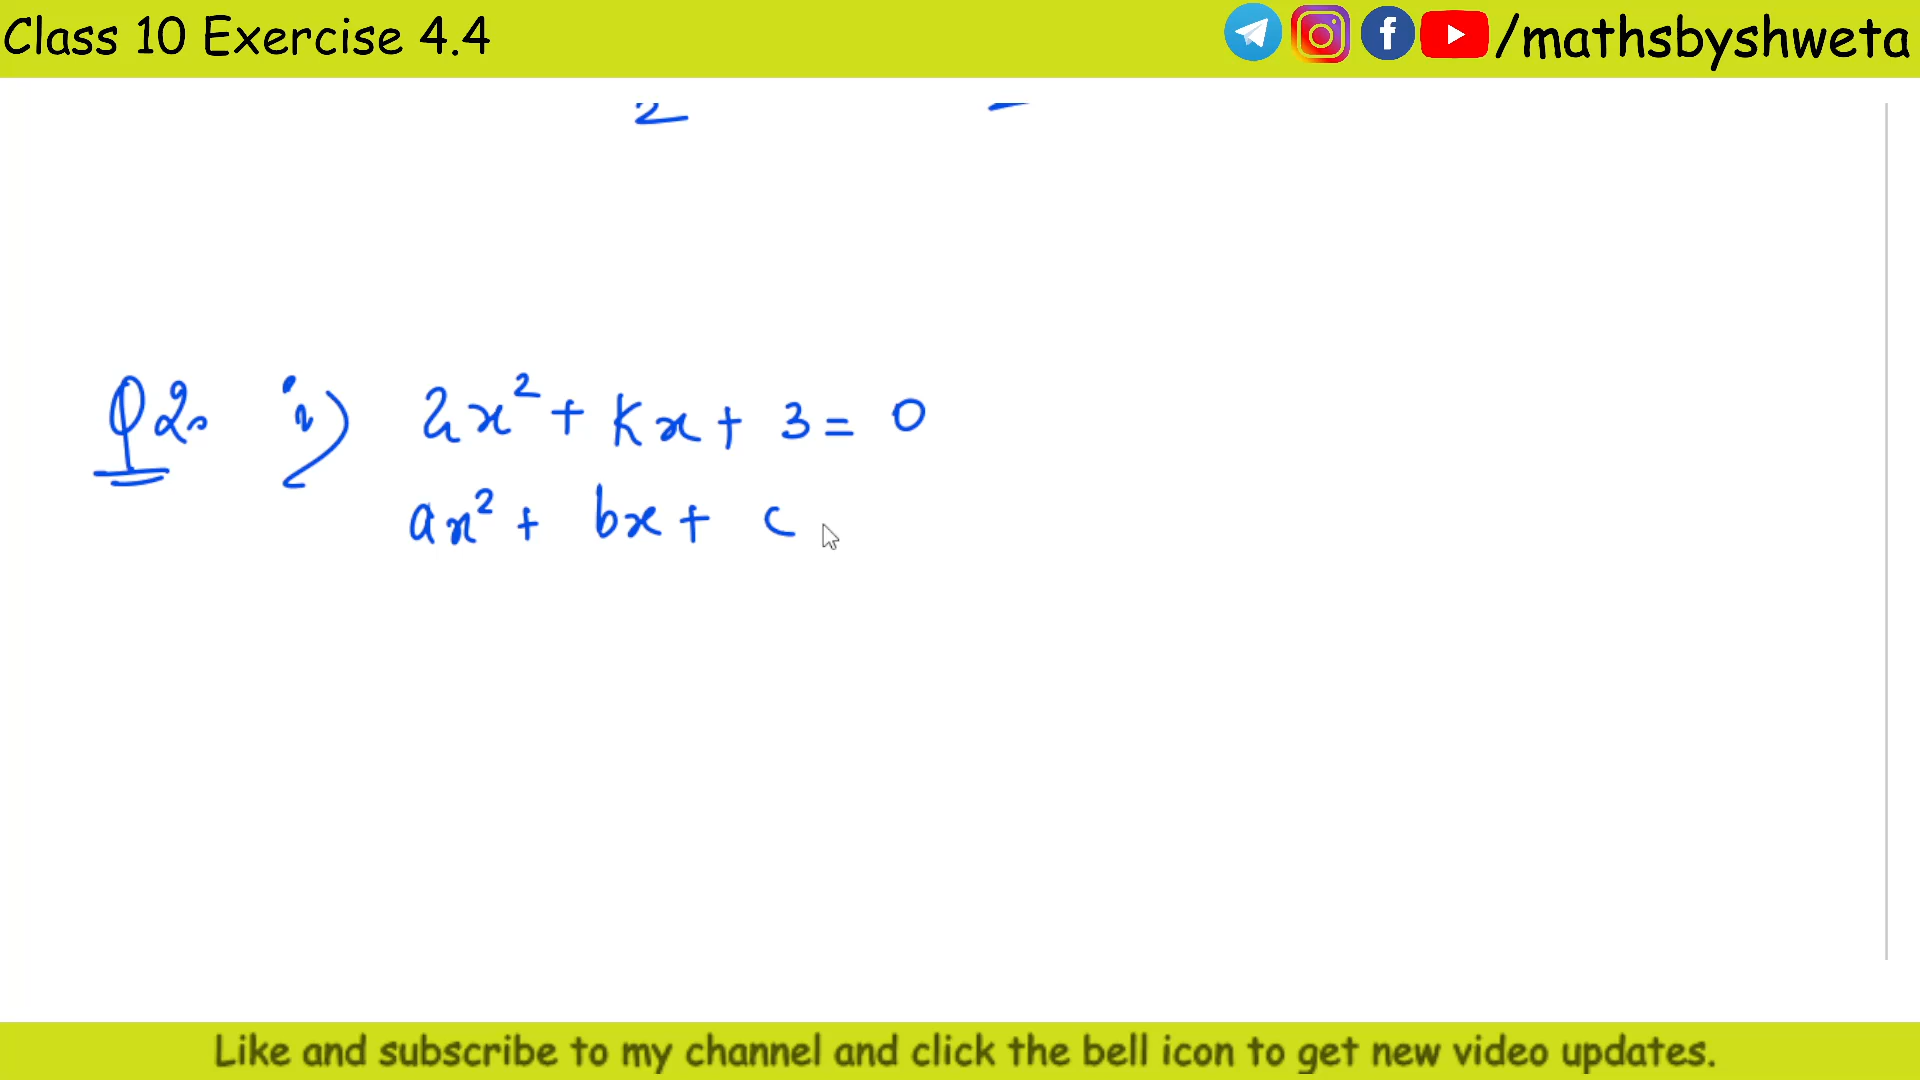 Class 10 Exercise 4.4
/mathsbyshweta
2
Q2. i) 2x² + kx + 3 = 0
ax² + bx + c
Like and subscribe to my channel and click the bell icon to get new video updates.